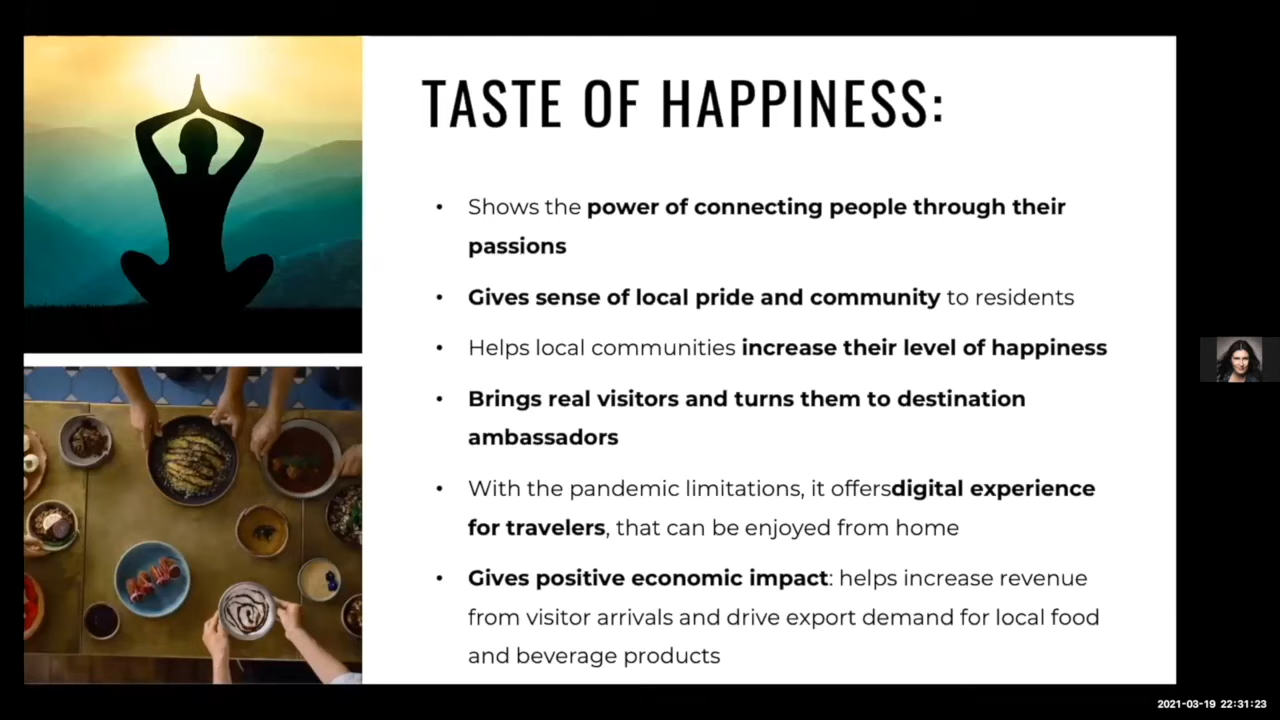 TASTE OF HAPPINESS:
• Shows the power of connecting people through their
passions
• Gives sense of local pride and community to residents
• Helps local communities increase their level of happiness
• Brings real visitors and turns them to destination
ambassadors
• With the pandemic limitations, it offersdigital experience
for travelers, that can be enjoyed from home
• Gives positive economic impact: helps increase revenue
from visitor arrivals and drive export demand for local food
and beverage products
2021-03-19 22:31:23